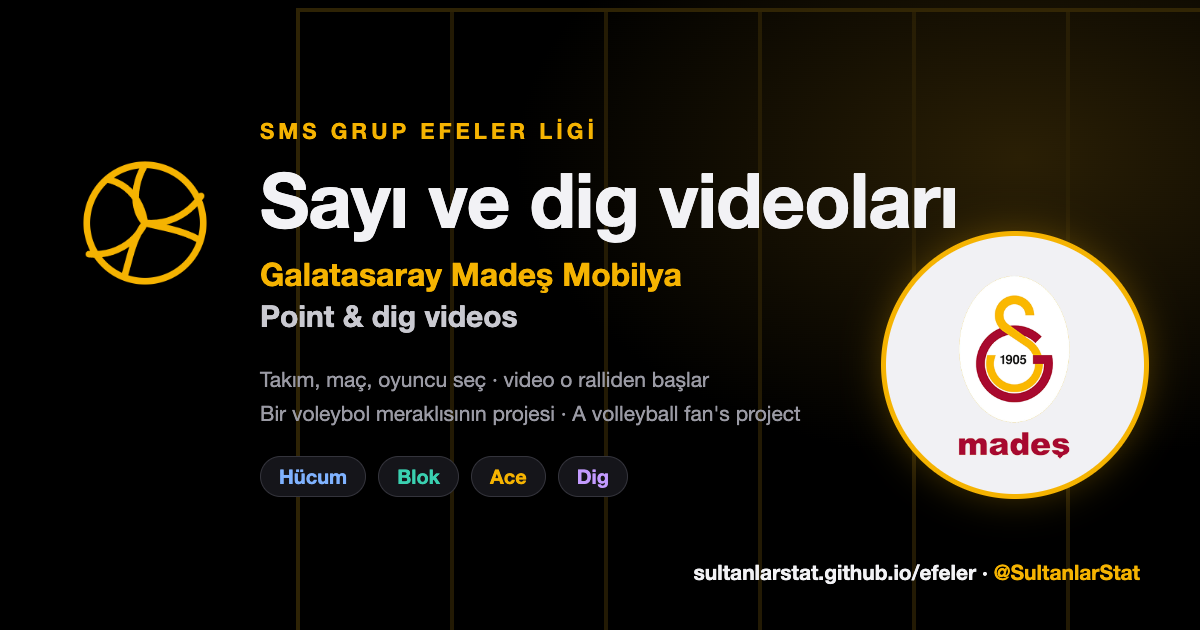 SMS GRUP EFELER LİGİ
Sayı ve dig videoları
Galatasaray Madeş Mobilya
Point & dig videos
Takım, maç, oyuncu seç · video o ralliden başlar
Bir voleybol meraklısının projesi · A volleyball fan's project
Hücum Blok Ace Dig
1905
madeş
sultanlarstat.github.io/efeler · @SultanlarStat